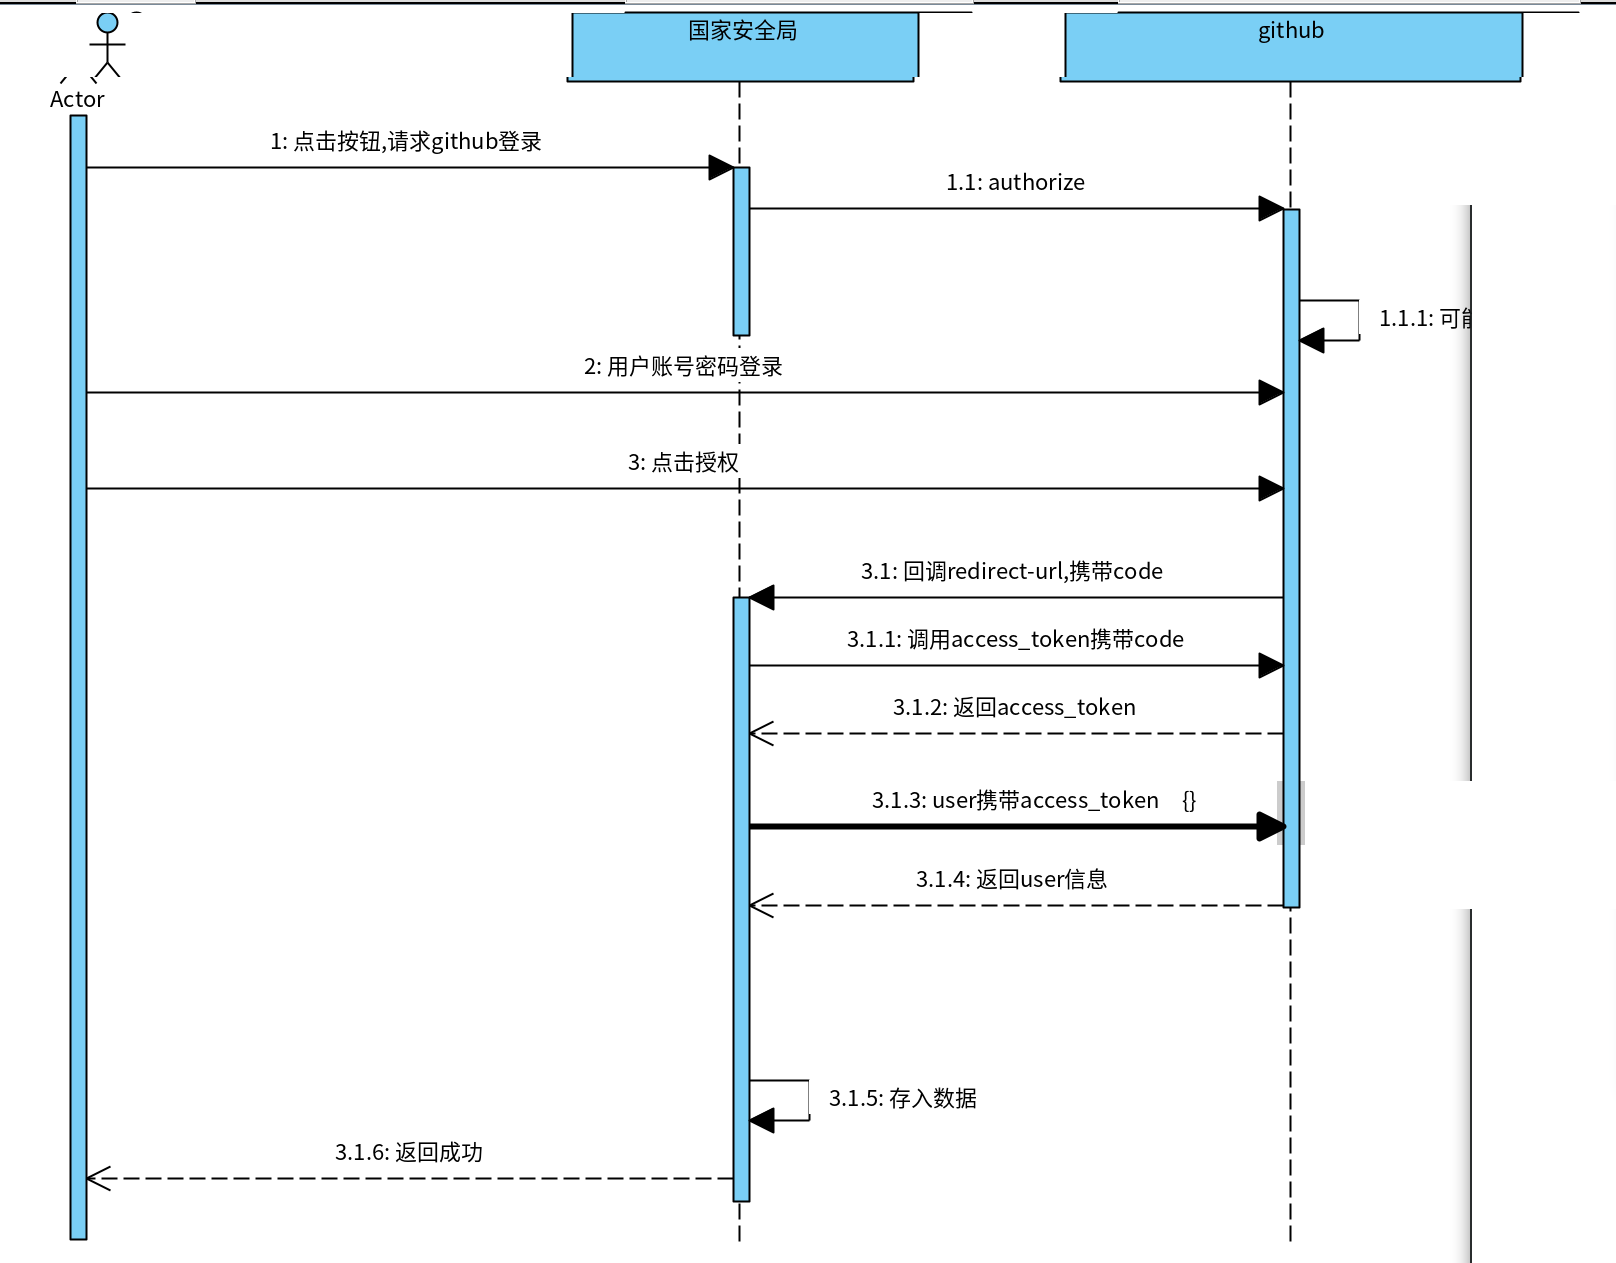 国家安全局
github
Actor
1: 点击按钮,请求github登录
1.1: authorize
1.1.1: 可
2: 用户账号密码登录
3: 点击授权
3.1: 回调redirect-url,携带code
3.1.1: 调用access_token携带code
3.1.2: 返回access_token
3.1.3: user携带access_token {}
3.1.4: 返回user信息
3.1.5: 存入数据
3.1.6: 返回成功